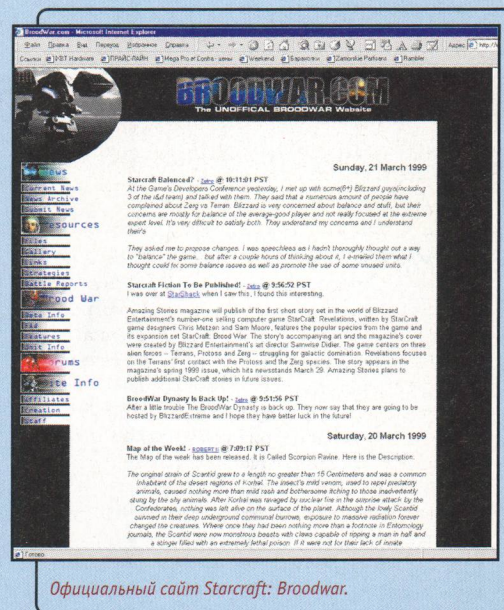 BroodWar.com - Microsoft Internet Explorer
Файл Правка Вид Переход Избранное Справка
Адрес http://w
Ссылки ПРАЙС-ЛАЙН Weekend Барахолки Zamorskie Partisans Rambler
BROODWAR.COM
The UNOFFICAL BROODWAR Website
News
Current News
News Archive
Submit News
Resources
Files
Gallery
Links
Strategies
Battle Reports
Brood War
Beta Info
FAQ
Features
Unit Info
Forums
Site Info
Affiliates
Creation
Staff
Sunday, 21 March 1999
Starcraft Balenced? - Zetro @ 10:11:01 PST
At the Game's Developers Conference yesterday, I met up with some(6+) Blizzard guys(including
3 of the r&d team) and talked with them. They said that a numerous amount of people have
complained about Zerg vs Terran. Blizzard is very concerned about balance and stuff, but their
concerns are mostly for balance of the average-good player and not really focused at the extreme
expert level. It's very difficult to satisfy both. They understand my concerns and I understand
their's
They asked me to propose changes. I was speechless as I hadn't thoroughly thought out a way
to "balance" the game. but after a couple hours of thinking about it, I e-mailed them what I
thought could fix some balance issues as well as promote the use of some unused units.
Starcraft Fiction To Be Published! - Zetro @ 9:56:52 PST
I was over at StarShack when I saw this, I found this interesting,
Amazing Stories magazine will publish of the first short story set in the world of Blizzard
Entertainment's number-one selling computer game StarCraft. Revelations, written by StarCraft
game designers Chris Metzen and Sam Moore, features the popular species from the game and
its expansion set StarCraft: Brood War. The story's accompanying art and the magazine's cover
were created by Blizzard Entertainment's art director Samwise Didier. The game centers on three
alien forces – Terrans, Protoss and Zerg – struggling for galactic domination. Revelations focuses
on the Terrans' first contact with the Protoss and the Zerg species. The story appears in the
magazine's spring 1999 issue, which hits newsstands March 29. Amazing Stories plans to
publish additional StarCraft stories in future issues.
BroodWar Dynasty Is Back Up! - Zetro @ 9:51:56 PST
After a little trouble The BroodWar Dynasty is back up. They now say that they are going to be
hosted by BlizzardExtreme and I hope they have better luck in the future!
Saturday, 20 March 1999
Map of the Week! - ROBERTS @ 7:09:17 PST
The Map of the week has been released. It is Called Scorpion Ravine. Here is the Description:
The original strain of Scantid grew to a length no greater than 15 Centimeters and was a common
inhabitant of the desert regions of Korhal. The insect's mild venom, used to repel predatory
animals, caused nothing more than mild rash and bothersome itching to those inadvertently
stung by the shy animals. After Korhal was ravaged by nuclear fire in the surprise attack by the
Confederates, nothing was left alive on the surface of the planet. Although the lowly Scantid
survived in their deep underground communal burrows, exposure to massive radiation forever
changed the creatures. Where once they had been nothing more than a footnote in Entomology
journals, the Scantid were now monstrous beasts with claws capable of ripping a man in half and
a stinger filled with an extremely lethal poison. If it were not for their lack of innate
Готово
Официальный сайт Starcraft: Broodwar.